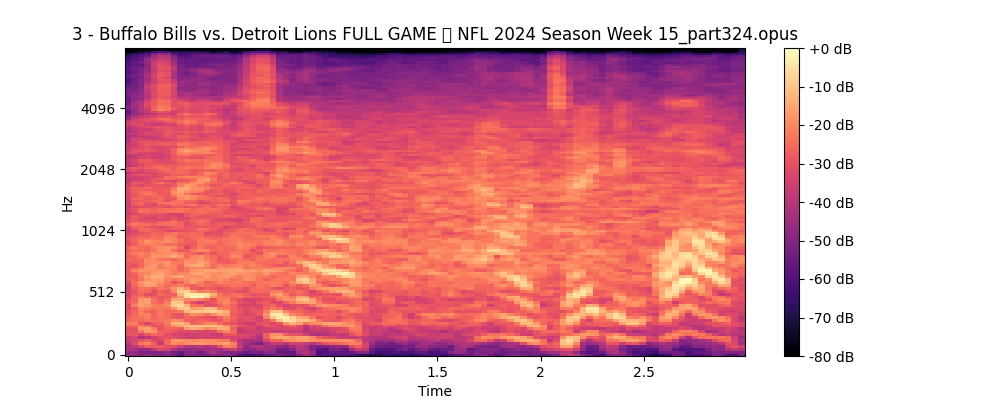 3 - Buffalo Bills vs. Detroit Lions FULL GAME ▯ NFL 2024 Season Week 15_part324.opus
+0 dB
-10 dB
-20 dB
-30 dB
-40 dB
-50 dB
-60 dB
-70 dB
-80 dB
Hz
4096
2048
1024
512
0
0 0.5 1 1.5 2 2.5
Time